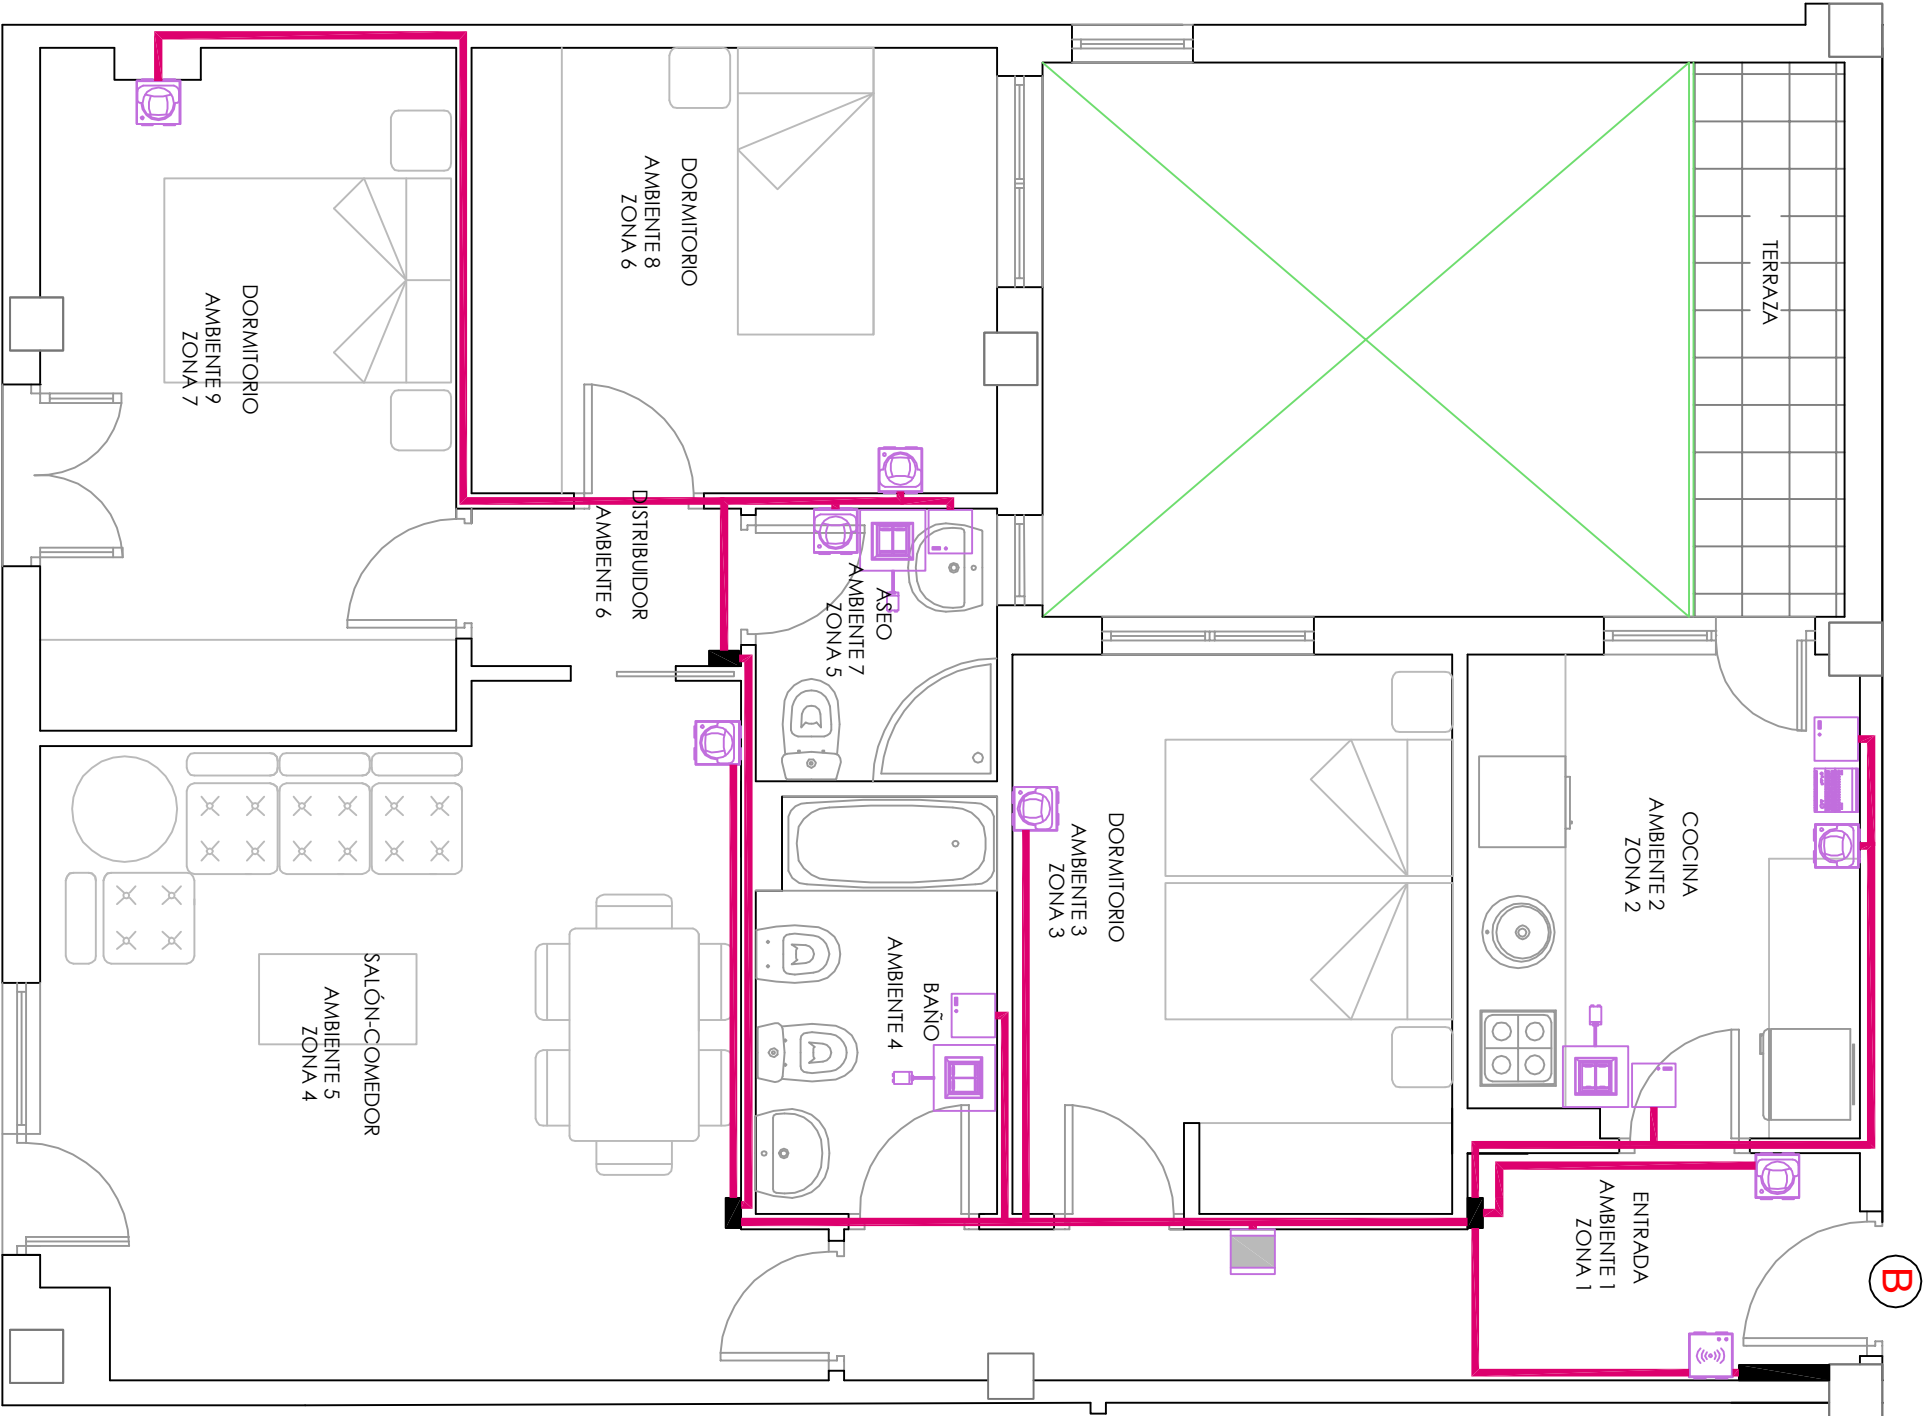 TERRAZA
DORMITORIO
AMBIENTE 8
ZONA 6
DORMITORIO
AMBIENTE 9
ZONA 7
DISTRIBUIDOR
AMBIENTE 6
ASEO
AMBIENTE 7
ZONA 5
COCINA
AMBIENTE 2
ZONA 2
DORMITORIO
AMBIENTE 3
ZONA 3
BAÑO
AMBIENTE 4
SALÓN-COMEDOR
AMBIENTE 5
ZONA 4
ENTRADA
AMBIENTE 1
ZONA 1
B